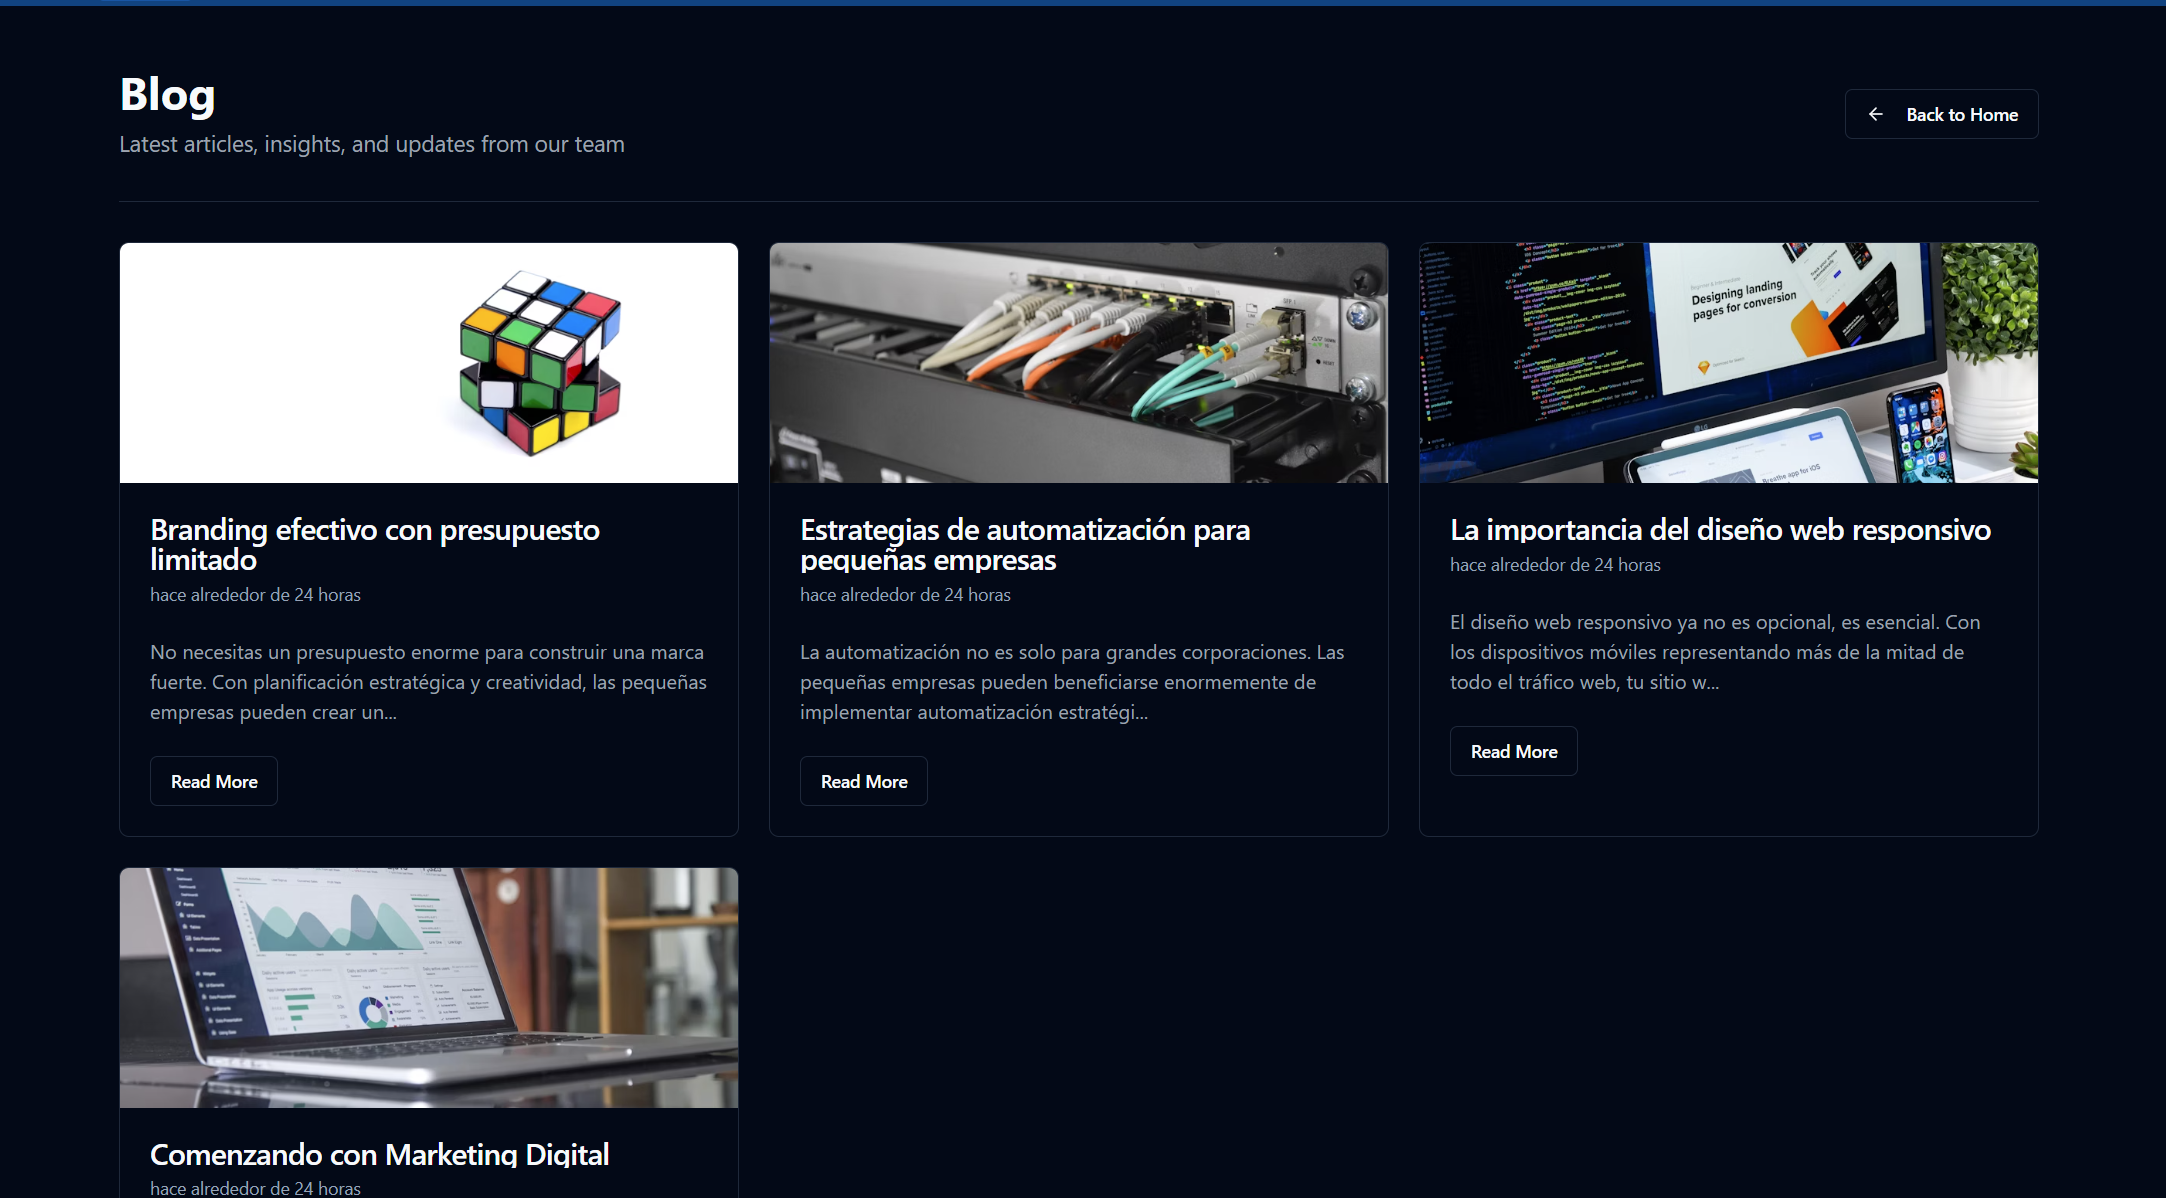 Blog
Latest articles, insights, and updates from our team
Back to Home
Designing landing
pages for conversion
Breathe app for iOS
Branding efectivo con presupuesto
limitado
hace alrededor de 24 horas
No necesitas un presupuesto enorme para construir una marca
fuerte. Con planificación estratégica y creatividad, las pequeñas
empresas pueden crear un...
Read More
Estrategias de automatización para
pequeñas empresas
hace alrededor de 24 horas
La automatización no es solo para grandes corporaciones. Las
pequeñas empresas pueden beneficiarse enormemente de
implementar automatización estratégi...
Read More
La importancia del diseño web responsivo
hace alrededor de 24 horas
El diseño web responsivo ya no es opcional, es esencial. Con
los dispositivos móviles representando más de la mitad de
todo el tráfico web, tu sitio w...
Read More
Comenzando con Marketing Digital
hace alrededor de 24 horas